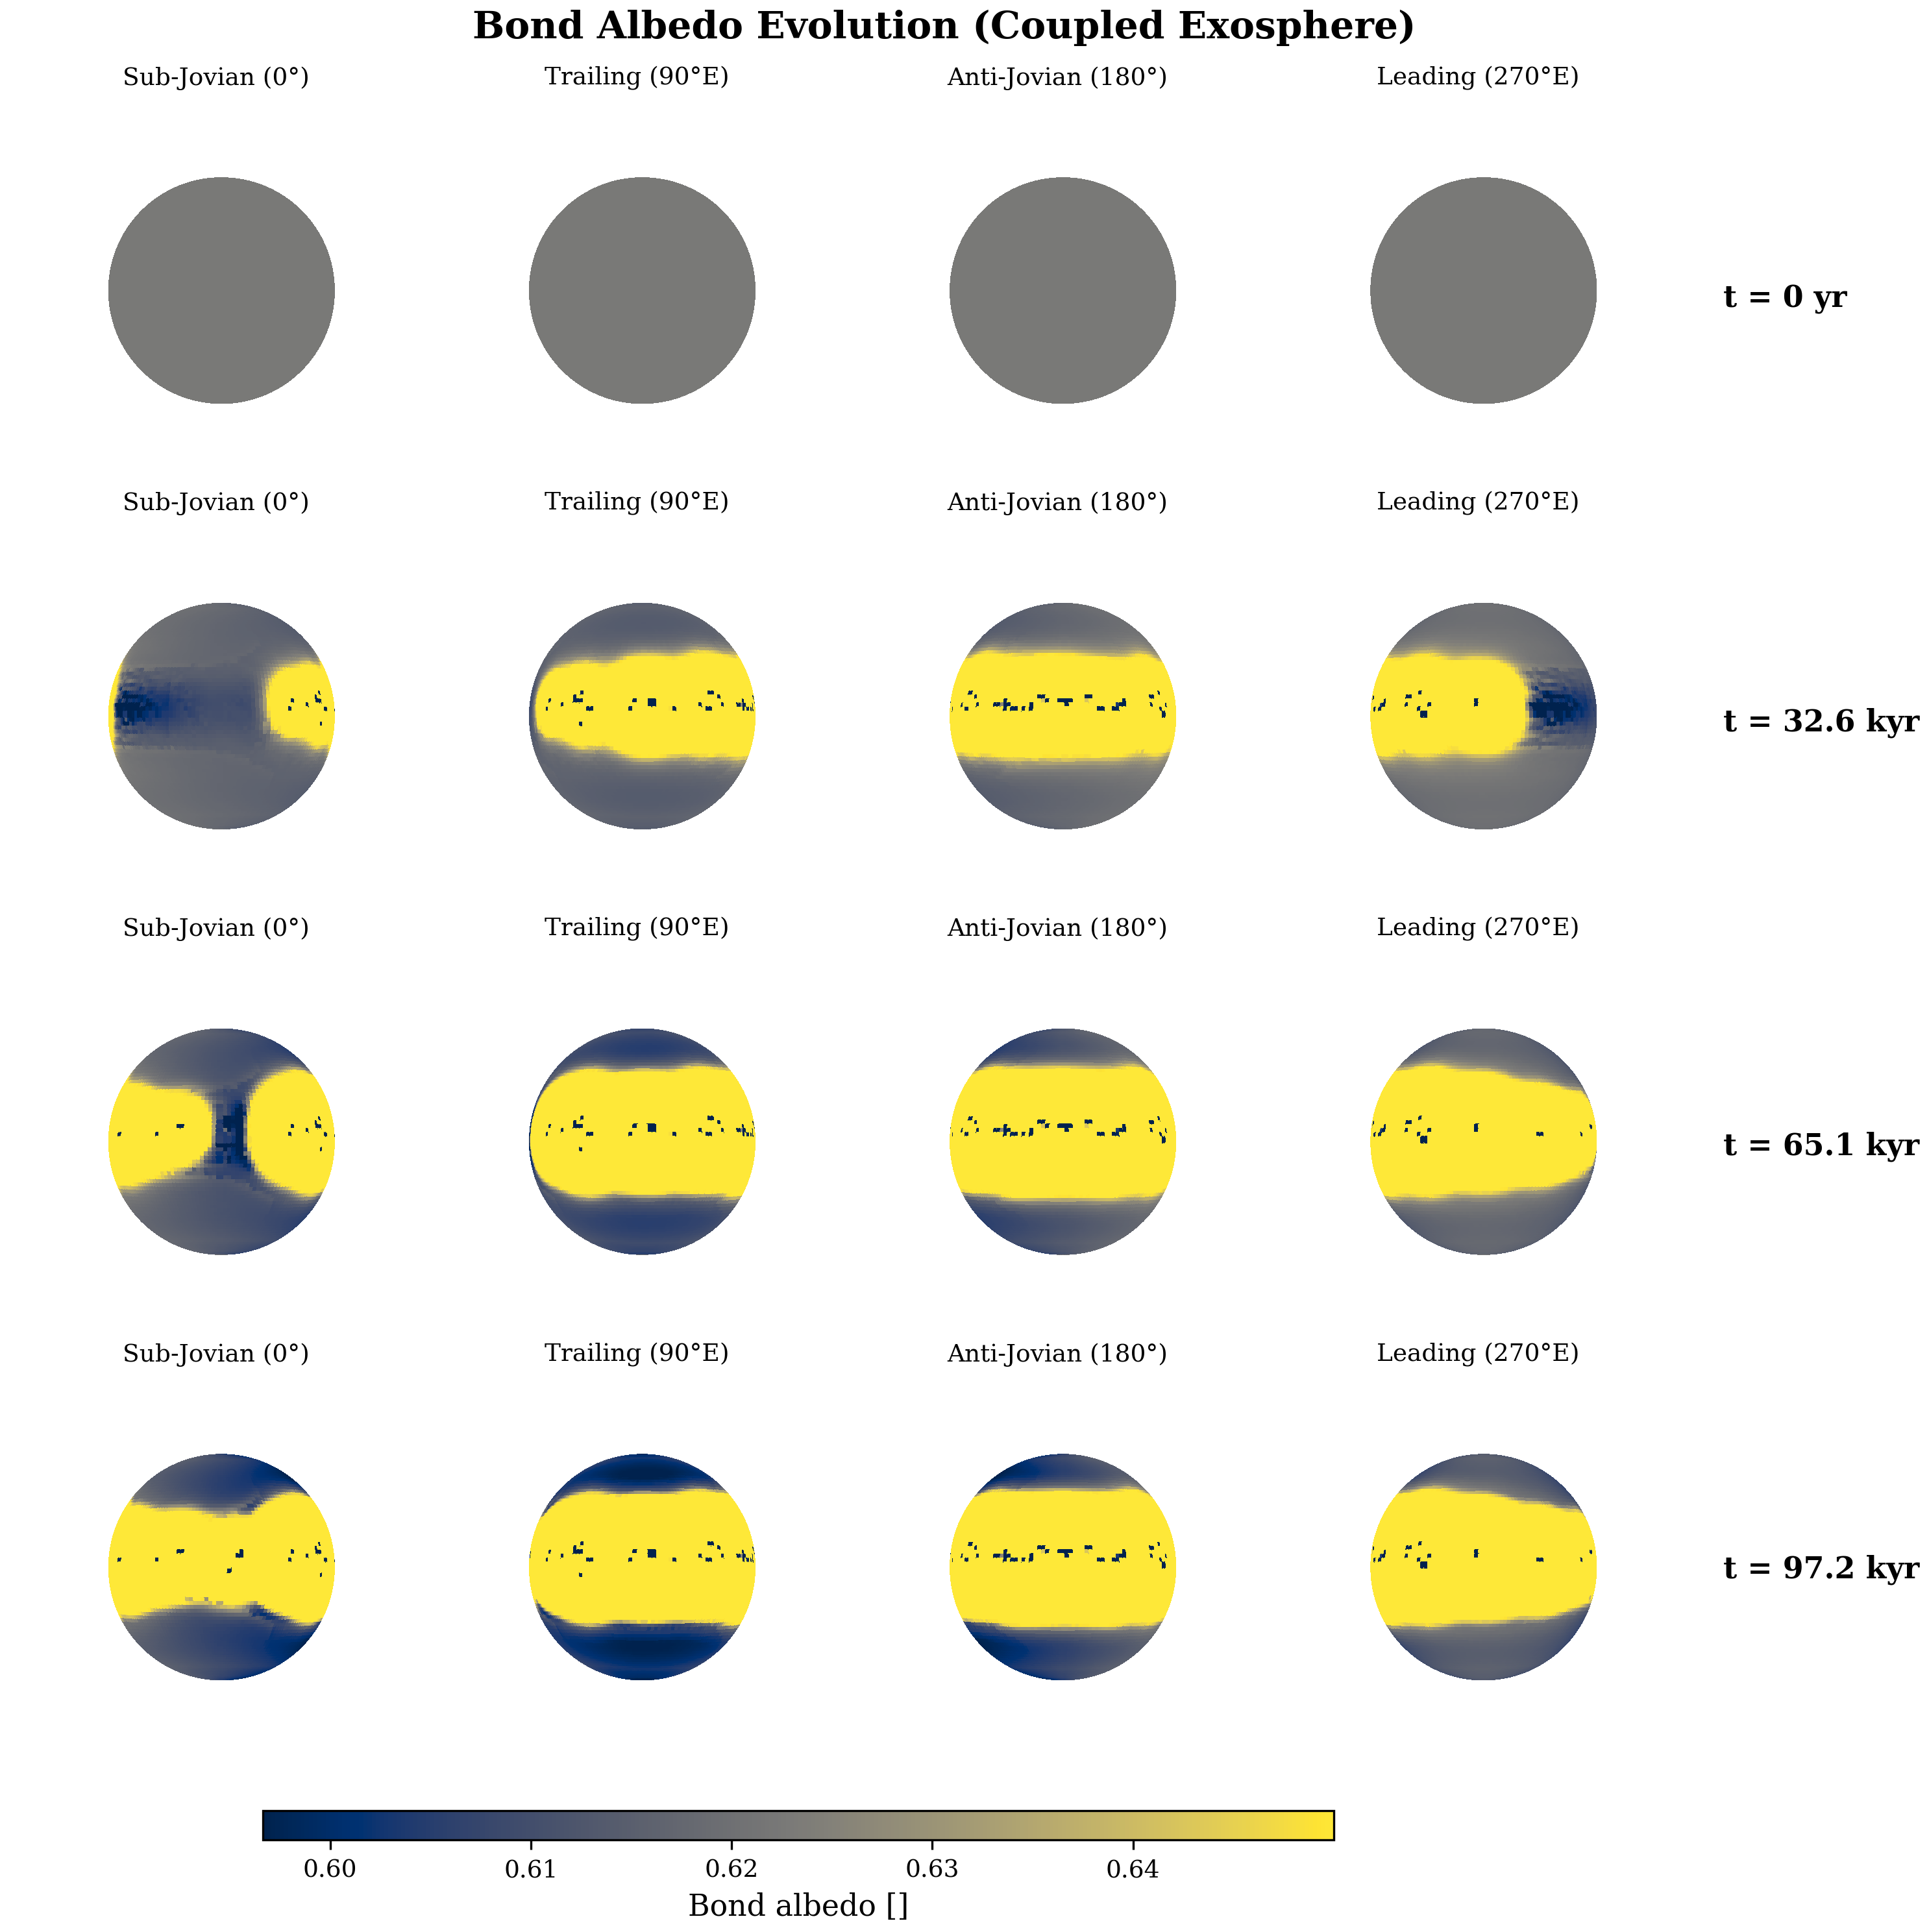 Bond Albedo Evolution (Coupled Exosphere)
Sub-Jovian (0°) Trailing (90°E) Anti-Jovian (180°) Leading (270°E)
t = 0 yr
Sub-Jovian (0°) Trailing (90°E) Anti-Jovian (180°) Leading (270°E)
t = 32.6 kyr
Sub-Jovian (0°) Trailing (90°E) Anti-Jovian (180°) Leading (270°E)
t = 65.1 kyr
Sub-Jovian (0°) Trailing (90°E) Anti-Jovian (180°) Leading (270°E)
t = 97.2 kyr
0.60 0.61 0.62 0.63 0.64
Bond albedo []